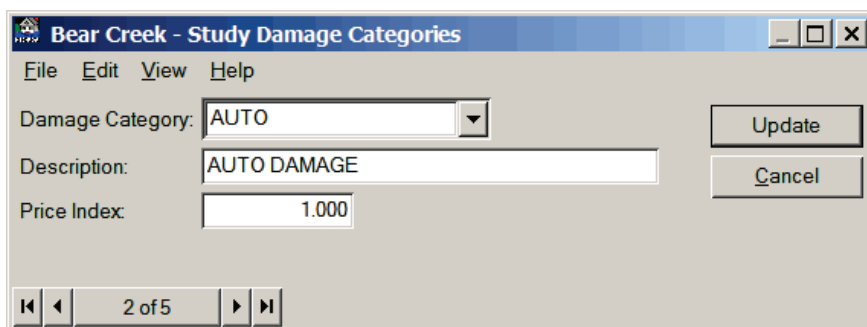 Bear Creek - Study Damage Categories
File Edit View Help
Damage Category: AUTO
Update
Description: AUTO DAMAGE
Cancel
Price Index: 1.000
2 of 5